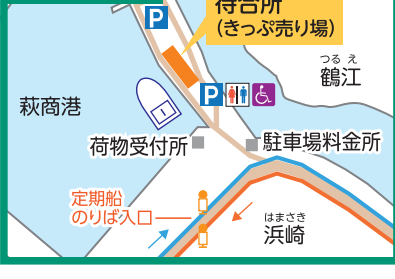 P
待合所
(きっぷ売り場)
つるえ
鶴江
萩商港
P
荷物受付所
駐車場料金所
定期船
のりば入口
はまさき
浜崎